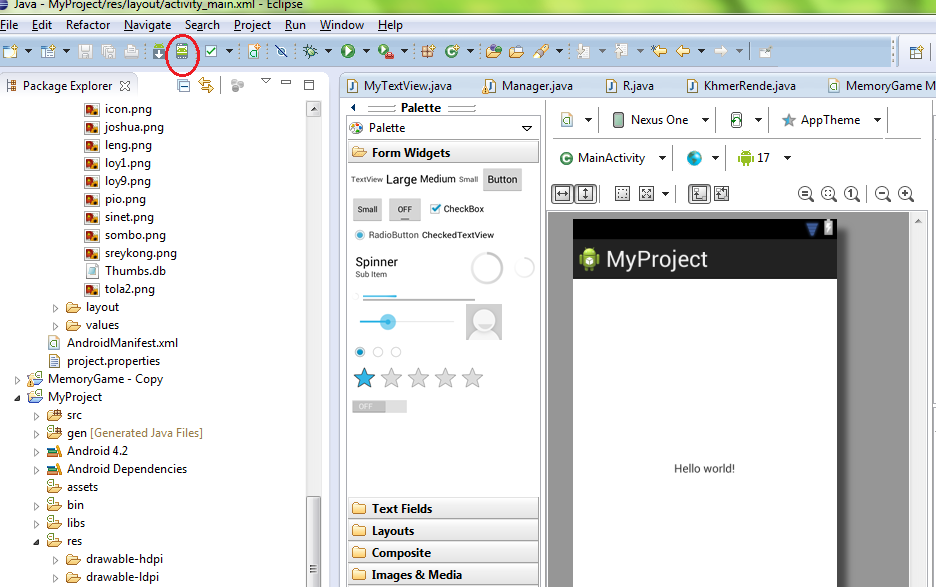 Java - MyProject/res/layout/activity_main.xml - Eclipse
File Edit Refactor Navigate Search Project Run Window Help
Package Explorer
icon.png
joshua.png
leng.png
loy1.png
loy9.png
pio.png
sinet.png
sombo.png
sreykong.png
Thumbs.db
tola2.png
layout
values
AndroidManifest.xml
project.properties
MemoryGame - Copy
MyProject
src
gen [Generated Java Files]
Android 4.2
Android Dependencies
assets
bin
libs
res
drawable-hdpi
drawable-ldpi
MyTextView.java Manager.java R.java KhmerRende.java MemoryGame M
Palette
Palette
Form Widgets
TextView Large Medium Small Button
Small OFF CheckBox
RadioButton CheckedTextView
Spinner
Sub Item
OFF
Text Fields
Layouts
Composite
Images & Media
Nexus One AppTheme
MainActivity 17
1
MyProject
Hello world!